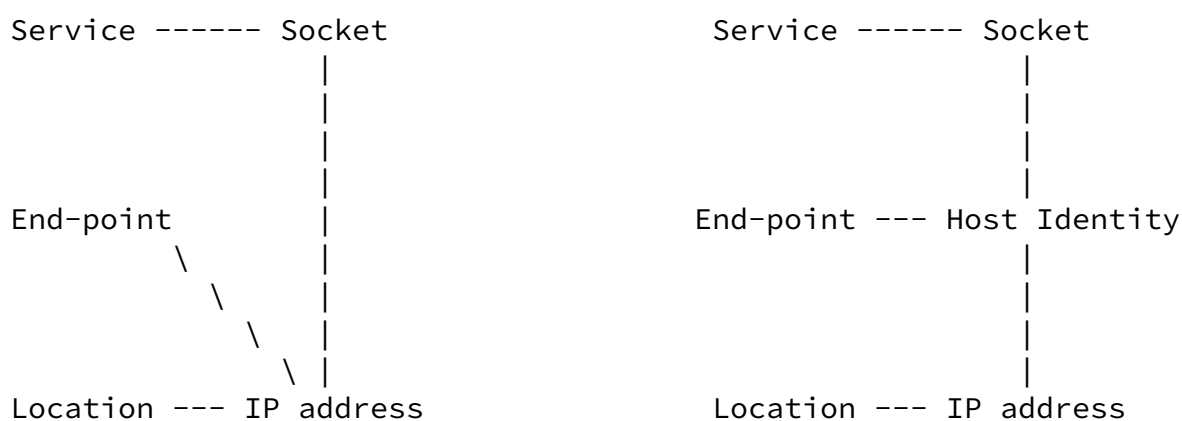 Service ------ Socket Service ------ Socket
End-point End-point --- Host Identity
Location --- IP address Location --- IP address